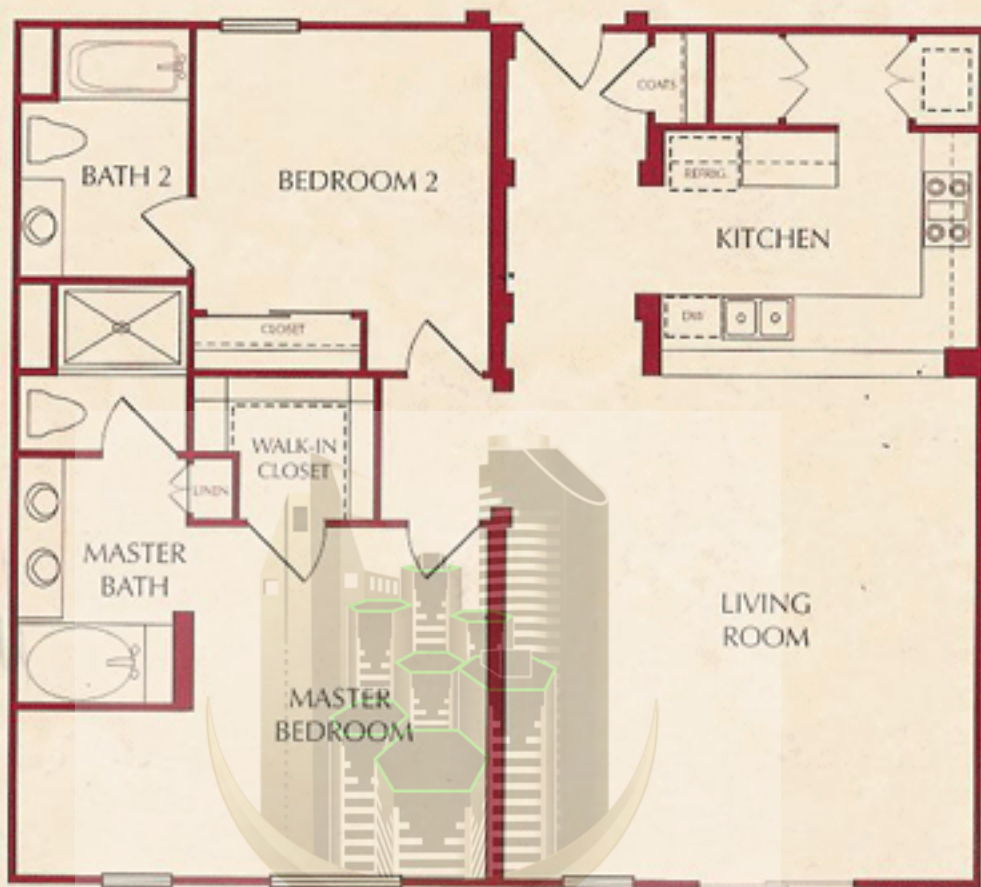 COATS
BATH 2
BEDROOM 2
REFRIG.
KITCHEN
CLOSET
DW
WALK-IN
CLOSET
LINEN
MASTER
BATH
LIVING
ROOM
MASTER
BEDROOM